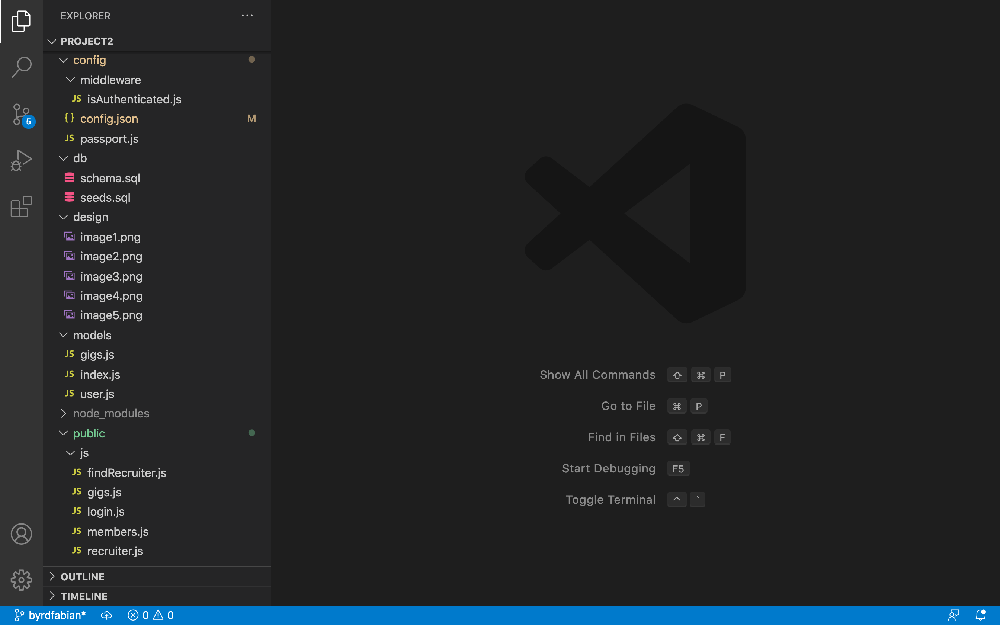 EXPLORER
PROJECT2
config
middleware
JS isAuthenticated.js
{} config.json M
JS passport.js
db
schema.sql
seeds.sql
design
image1.png
image2.png
image3.png
image4.png
image5.png
models
JS gigs.js
JS index.js
JS user.js
node_modules
public
js
JS findRecruiter.js
JS gigs.js
JS login.js
JS members.js
JS recruiter.js
OUTLINE
TIMELINE
5
Show All Commands ⇧ ⌘ P
Go to File ⌘ P
Find in Files ⇧ ⌘ F
Start Debugging F5
Toggle Terminal ^ `
byrdfabian* 0 0